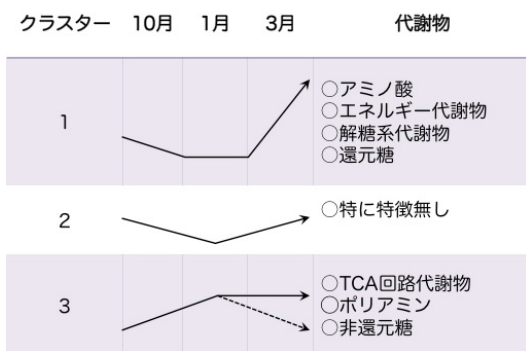 クラスター 10月 1月 3月 代謝物
1
○アミノ酸
○エネルギー代謝物
○解糖系代謝物
○還元糖
2
○特に特徴無し
3
○TCA回路代謝物
○ポリアミン
○非還元糖